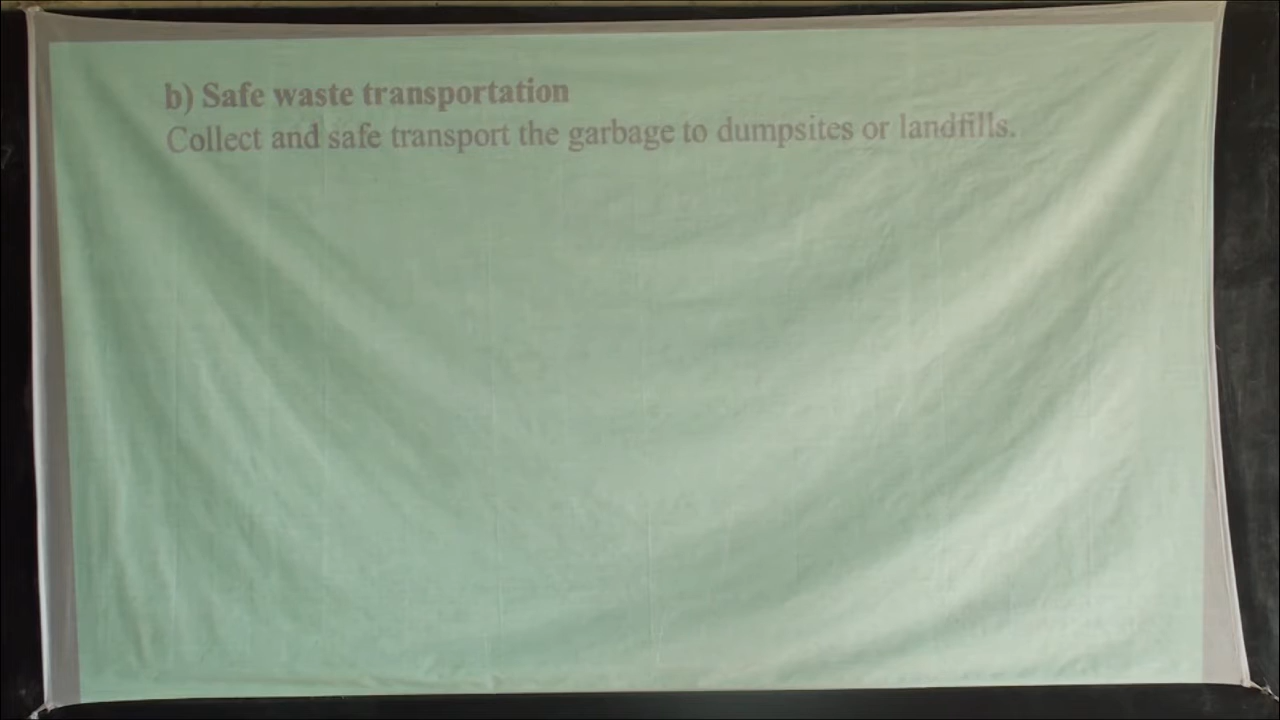 b) Safe waste transportation
Collect and safe transport the garbage to dumpsites or landfills.